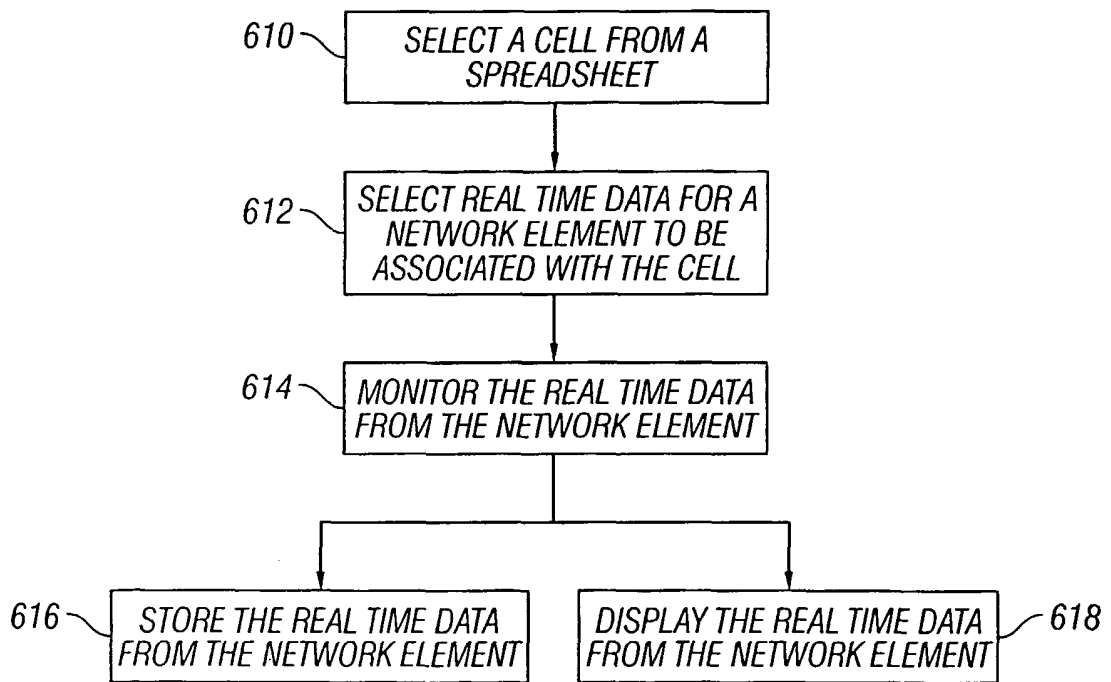 610
SELECT A CELL FROM A
SPREADSHEET
612
SELECT REAL TIME DATA FOR A
NETWORK ELEMENT TO BE
ASSOCIATED WITH THE CELL
614
MONITOR THE REAL TIME DATA
FROM THE NETWORK ELEMENT
616
STORE THE REAL TIME DATA
FROM THE NETWORK ELEMENT
DISPLAY THE REAL TIME DATA
FROM THE NETWORK ELEMENT
618